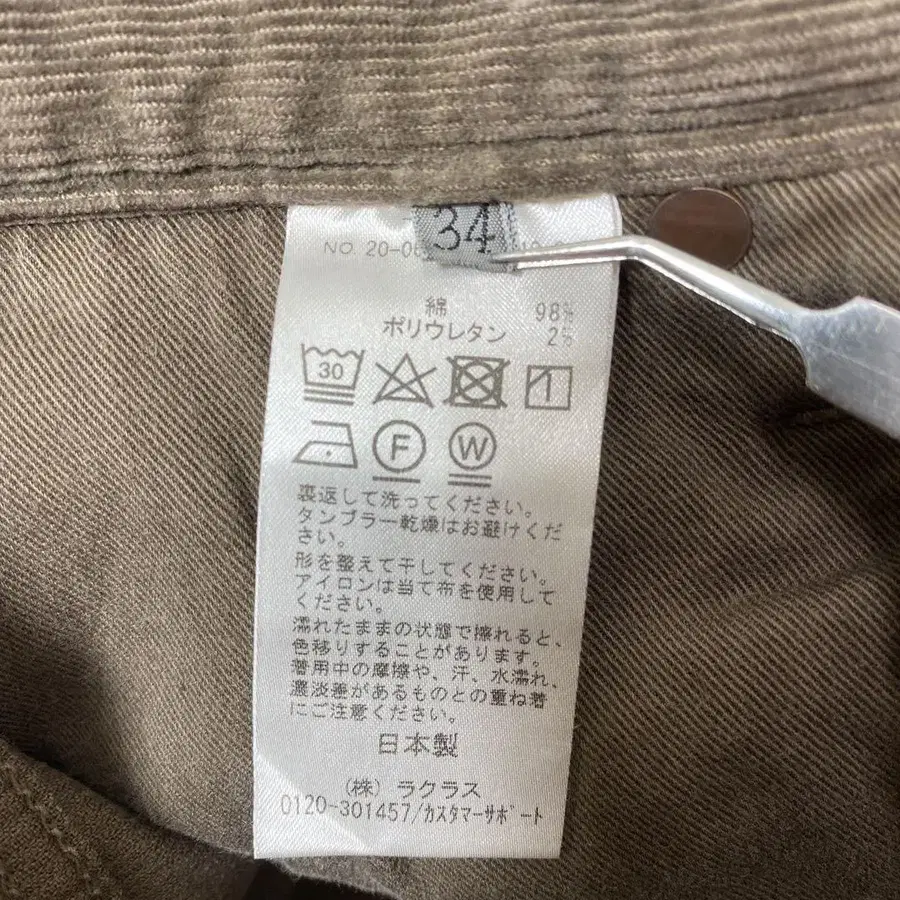 34
NO. 20-0
綿 98%
ポリウレタン 2%
30
F W
裏返して洗ってください。
タンブラー乾燥はお避けくだ
さい。
形を整えて干してください。
アイロンは当て布を使用して
ください。
濡れたままの状態で擦れると、
色移りすることがあります。
着用中の摩擦や、汗、水濡れ、
濃淡差があるものとの重ね着
にご注意ください。
日本製
(株) ラクラス
0120-301457/カスタマーサポート